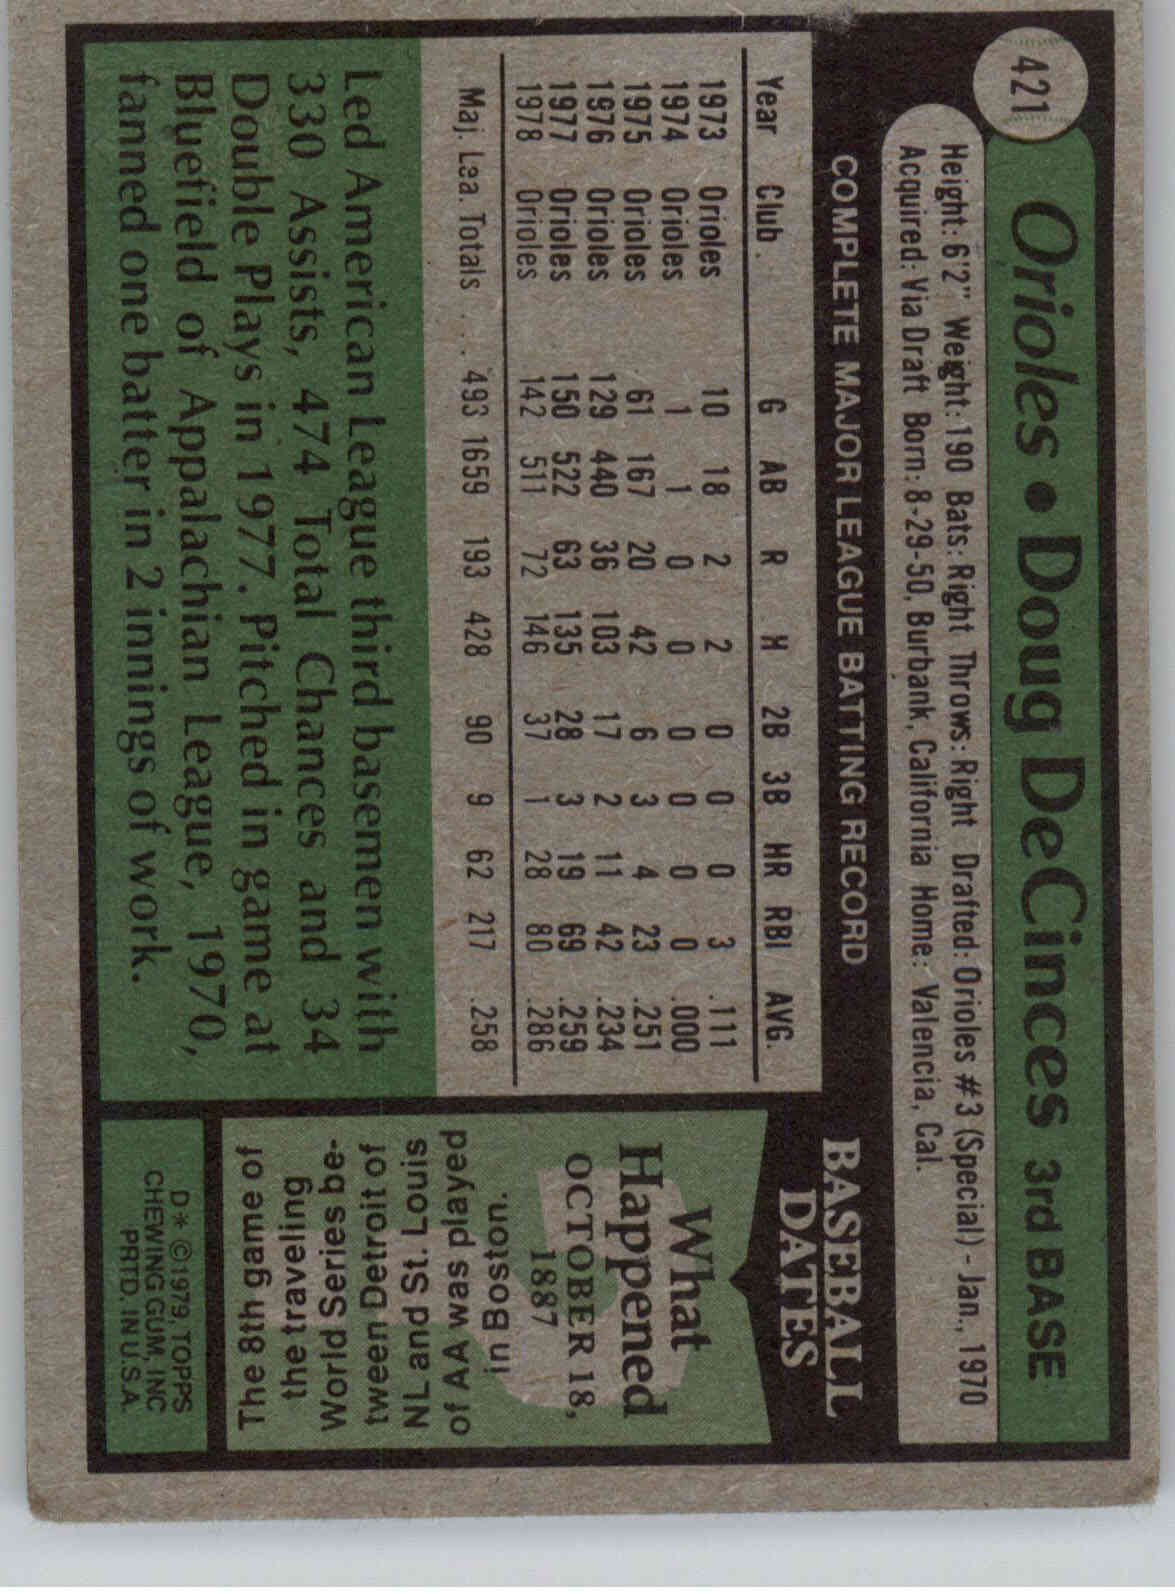 421
Orioles • Doug DeCinces 3rd BASE
Height: 6'2" Weight: 190 Bats: Right Throws: Right Drafted: Orioles #3 (Special) - Jan., 1970
Acquired: Via Draft Born: 8-29-50, Burbank, California Home: Valencia, Cal.
COMPLETE MAJOR LEAGUE BATTING RECORD
Year Club G AB R H 2B 3B HR RBI AVG.
1973 Orioles 10 18 2 2 0 0 0 3 .111
1974 Orioles 1 1 0 0 0 0 0 0 .000
1975 Orioles 61 167 20 42 6 3 4 23 .251
1976 Orioles 129 440 36 103 17 2 11 42 .234
1977 Orioles 150 522 63 135 28 3 19 69 .259
1978 Orioles 142 511 72 146 37 1 28 80 .286
Maj. Lea. Totals . . . 493 1659 193 428 90 9 62 217 .258
Led American League third basemen with
330 Assists, 474 Total Chances and 34
Double Plays in 1977. Pitched in game at
Bluefield of Appalachian League, 1970,
fanned one batter in 2 innings of work.
BASEBALL
DATES
What
Happened
OCTOBER 18,
1887
The 8th game of
the traveling
World Series be-
tween Detroit of
NL and St. Louis
of AA was played
in Boston.
D* ©1979, TOPPS
CHEWING GUM, INC
PRTD. IN U.S.A.